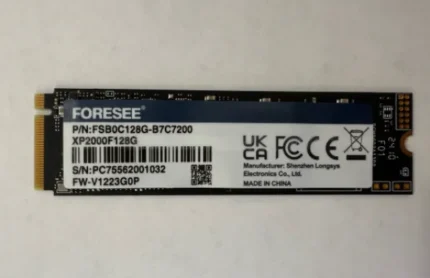 FORESEE®
P/N:FSB0C128G-B7C7200
XP2000F128G
S/N:PC75562001032
FW-V1223G0P
UK CA FC CE
Manufacturer: Shenzhen Longsys
Electronics Co., Ltd.
MADE IN CHINA